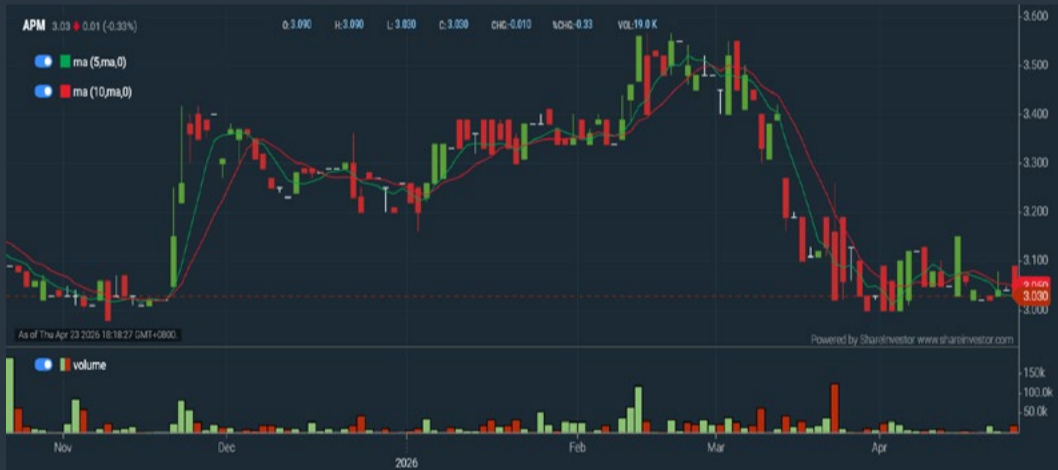 APM 3.03 0.01 (-0.33%) O:3.090 H:3.090 L:3.030 C:3.030 CHG:-0.010 %CHG:-0.33 VOL:19.0 K
ma (5,ma,0)
ma (10,ma,0)
3.600
3.500
3.400
3.300
3.200
3.100
3.050
3.030
3.000
As of Thu Apr 23 2026 18:18:27 GMT+0800.
Powered by ShareInvestor www.shareinvestor.com
volume
150k
100.0k
50.0k
Nov Dec Feb Mar Apr
2026